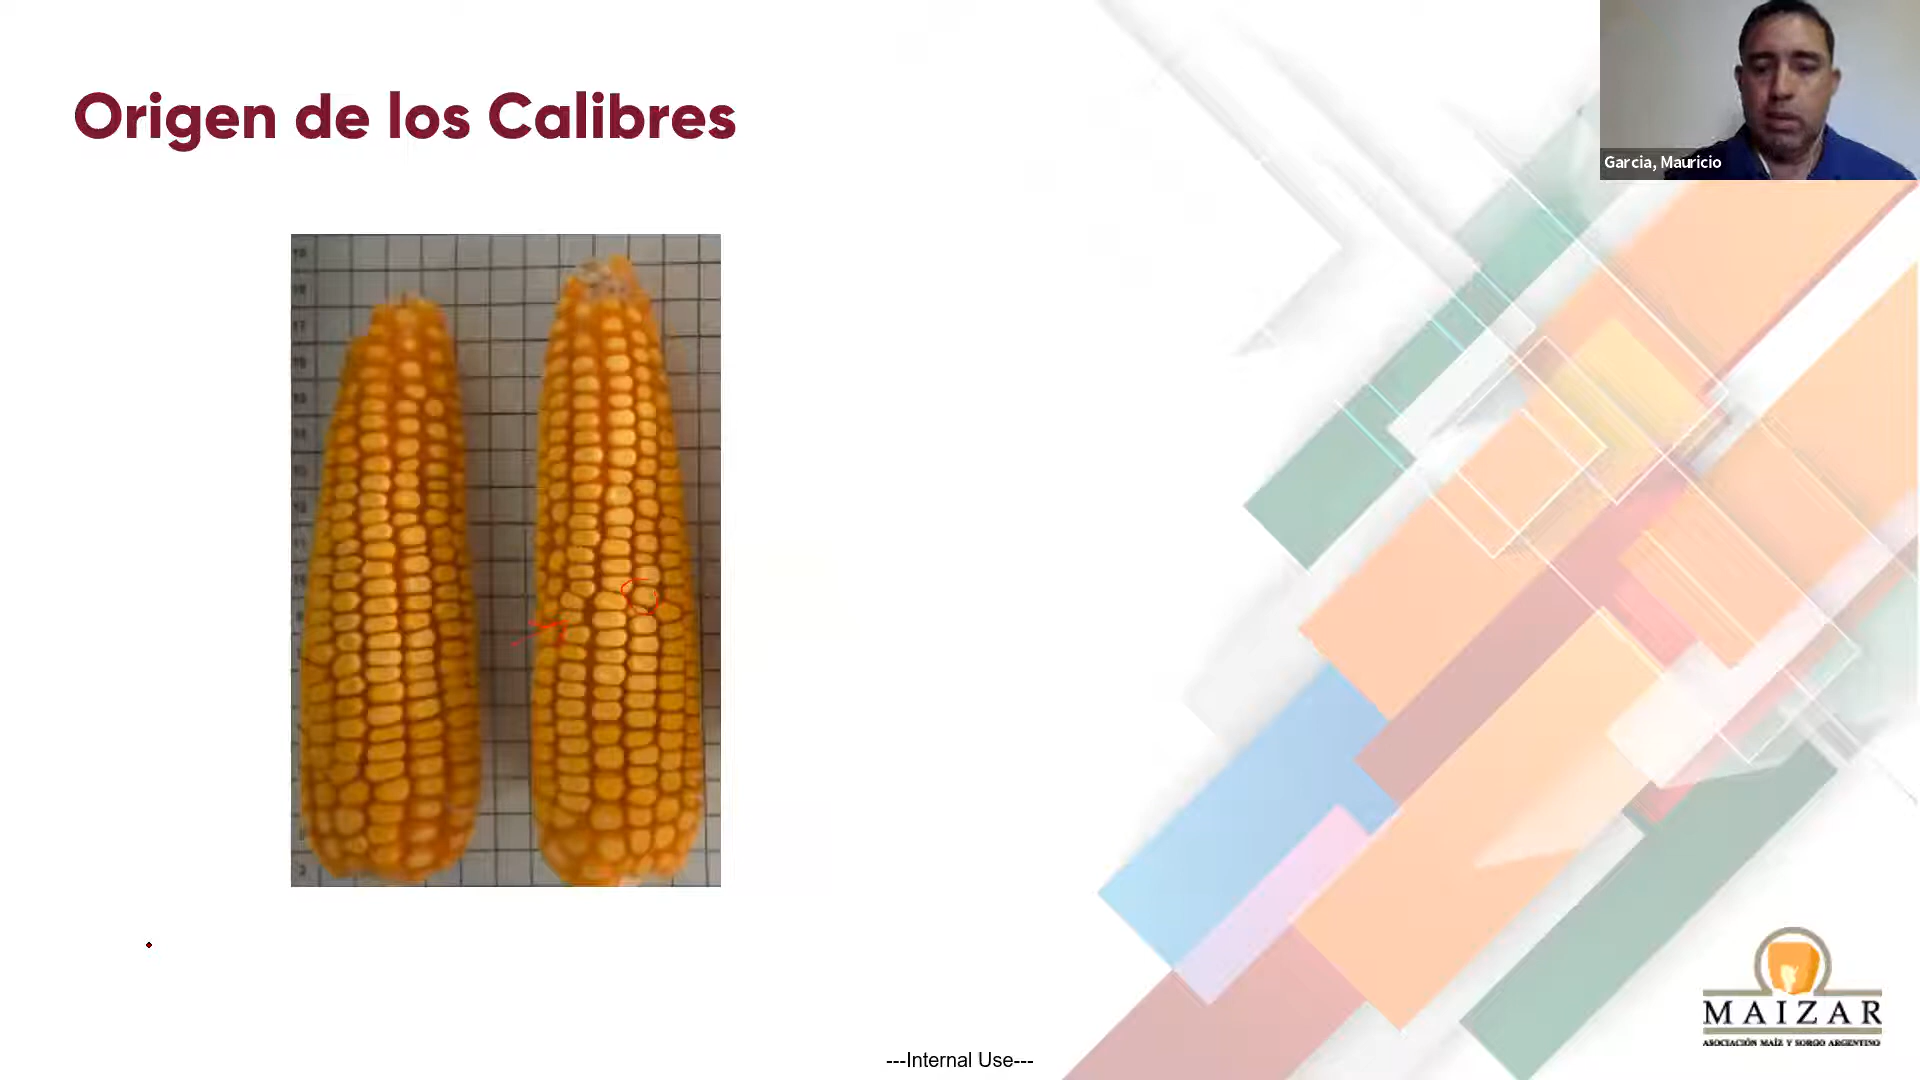 Origen de los Calibres
Garcia, Mauricio
MAIZAR
ASOCIACIÓN MAÍZ Y SORGO ARGENTINO
---Internal Use---